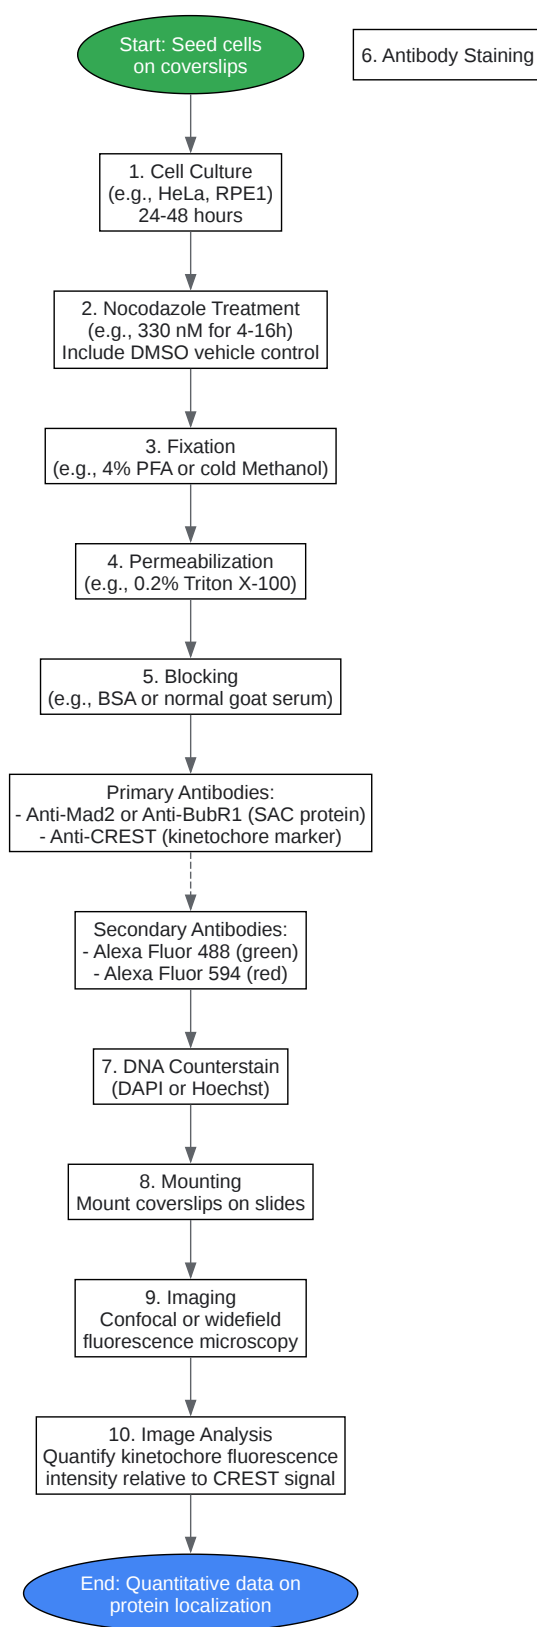 Start: Seed cells
on coverslips
6. Antibody Staining
1. Cell Culture
(e.g., HeLa, RPE1)
24-48 hours
2. Nocodazole Treatment
(e.g., 330 nM for 4-16h)
Include DMSO vehicle control
3. Fixation
(e.g., 4% PFA or cold Methanol)
4. Permeabilization
(e.g., 0.2% Triton X-100)
5. Blocking
(e.g., BSA or normal goat serum)
Primary Antibodies:
- Anti-Mad2 or Anti-BubR1 (SAC protein)
- Anti-CREST (kinetochore marker)
Secondary Antibodies:
- Alexa Fluor 488 (green)
- Alexa Fluor 594 (red)
7. DNA Counterstain
(DAPI or Hoechst)
8. Mounting
Mount coverslips on slides
9. Imaging
Confocal or widefield
fluorescence microscopy
10. Image Analysis
Quantify kinetochore fluorescence
intensity relative to CREST signal
End: Quantitative data on
protein localization